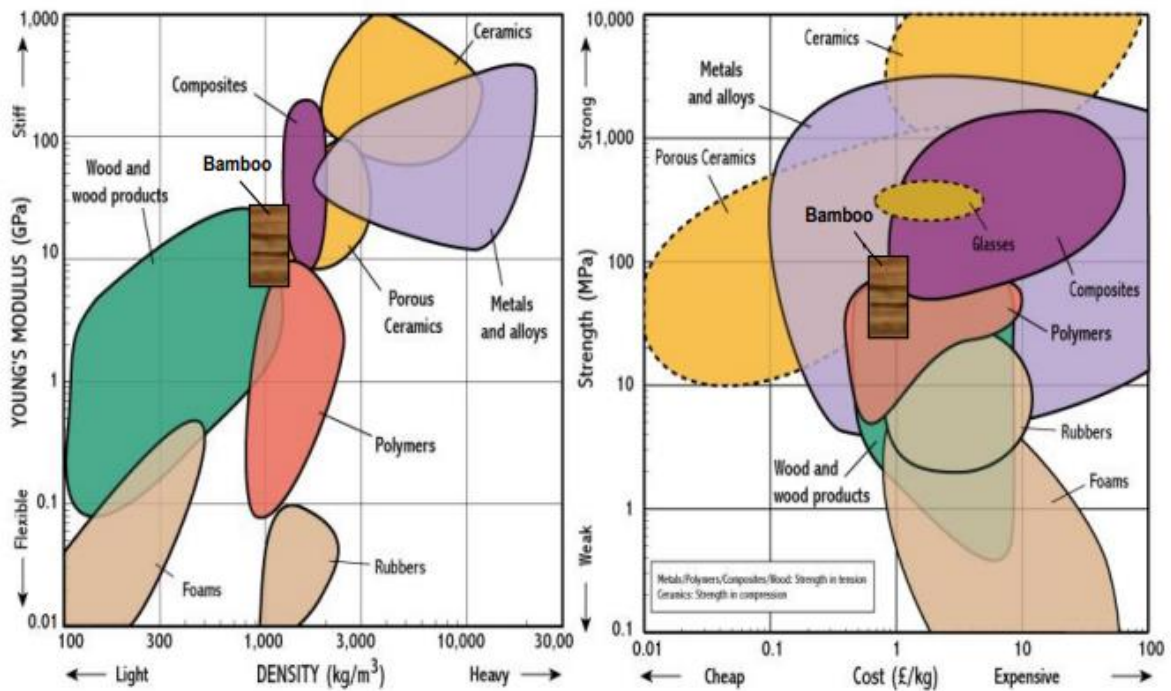 1,000
100
10
1
0.1
0.01
Stiff
YOUNG'S MODULUS (GPa)
Flexible
Ceramics
Composites
Wood and
wood products
Bamboo
Porous
Ceramics
Metals
and alloys
Polymers
Foams
Rubbers
100
300
1,000
3,000
10,000
30,00
Light
DENSITY (kg/m³)
Heavy
10,000
1,000
100
10
1
0.1
Strong
Strength (MPa)
Weak
Ceramics
Metals
and alloys
Porous Ceramics
Bamboo
Glasses
Composites
Polymers
Rubbers
Wood and
wood products
Foams
Metals/Polymers/Composites/Wood: Strength in tension
Ceramics: Strength in compression
0.01
0.1
1
10
100
Cheap
Cost (£/kg)
Expensive